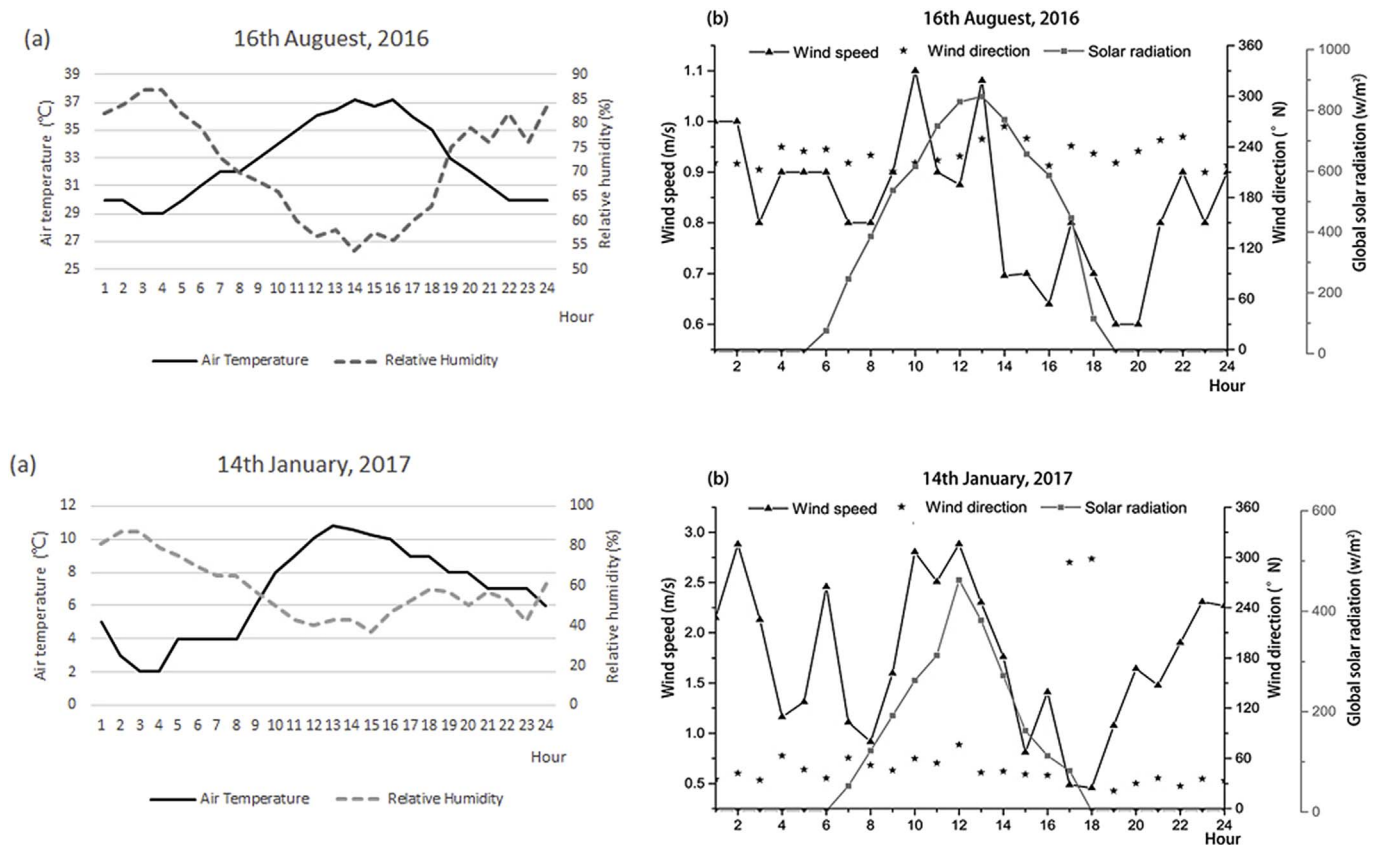 (a)
16th Auguest, 2016
Air temperature (℃)
39
37
35
33
31
29
27
25
90
85
80
75
70
65
60
55
50
Relative humidity (%)
1 2 3 4 5 6 7 8 9 10 11 12 13 14 15 16 17 18 19 20 21 22 23 24
Hour
Air Temperature Relative Humidity
(b)
16th Auguest, 2016
Wind speed Wind direction Solar radiation
Wind speed (m/s)
1.1
1.0
0.9
0.8
0.7
0.6
360
300
240
180
120
60
0
Wind direction (° N)
1000
800
600
400
200
0
Global solar radiation (w/m²)
2 4 6 8 10 12 14 16 18 20 22 24
Hour
(a)
14th January, 2017
Air temperature (℃)
12
10
8
6
4
2
0
100
80
60
40
20
0
Relative humidity (%)
1 2 3 4 5 6 7 8 9 10 11 12 13 14 15 16 17 18 19 20 21 22 23 24
Hour
Air Temperature Relative Humidity
(b)
14th January, 2017
Wind speed Wind direction Solar radiation
Wind speed (m/s)
3.0
2.5
2.0
1.5
1.0
0.5
360
300
240
180
120
60
0
Wind direction (° N)
600
400
200
0
Global solar radiation (w/m²)
2 4 6 8 10 12 14 16 18 20 22 24
Hour